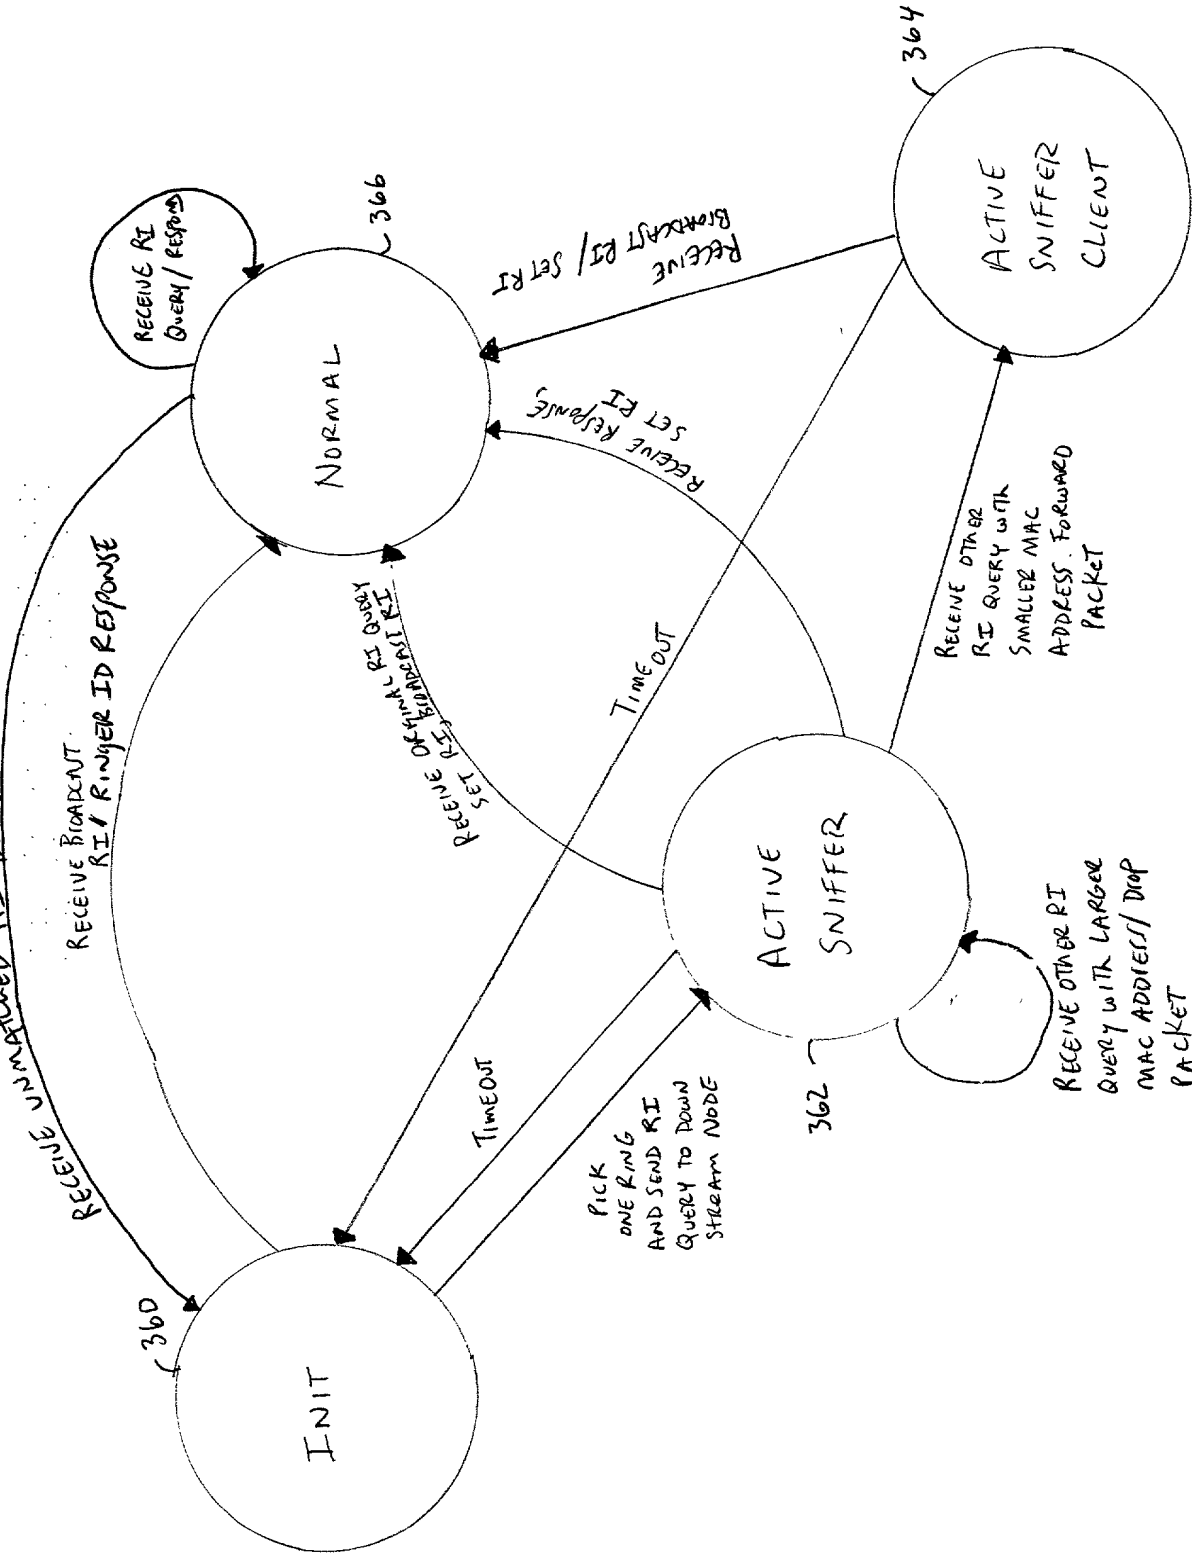 RECEIVE UNMATCHED
RECEIVE BROADCAST
RI/ RINGER ID RESPONSE
RECEIVE RI
QUERY / RESPOND
360
INIT
NORMAL
366
RECEIVE ORIGINAL RI QUERY
SET RI, BROADCAST RI
RECEIVE RESPONSE,
SET RI
RECEIVE
BROADCAST RI / SET RI
TIME OUT
TIMEOUT
PICK
ONE RING
AND SEND RI
QUERY TO DOWN
STREAM NODE
362
ACTIVE
SNIFFER
RECEIVE OTHER
RI QUERY WITH
SMALLER MAC
ADDRESS. FORWARD
PACKET
364
ACTIVE
SNIFFER
CLIENT
RECEIVE OTHER RI
QUERY WITH LARGER
MAC ADDRESS/ DROP
PACKET